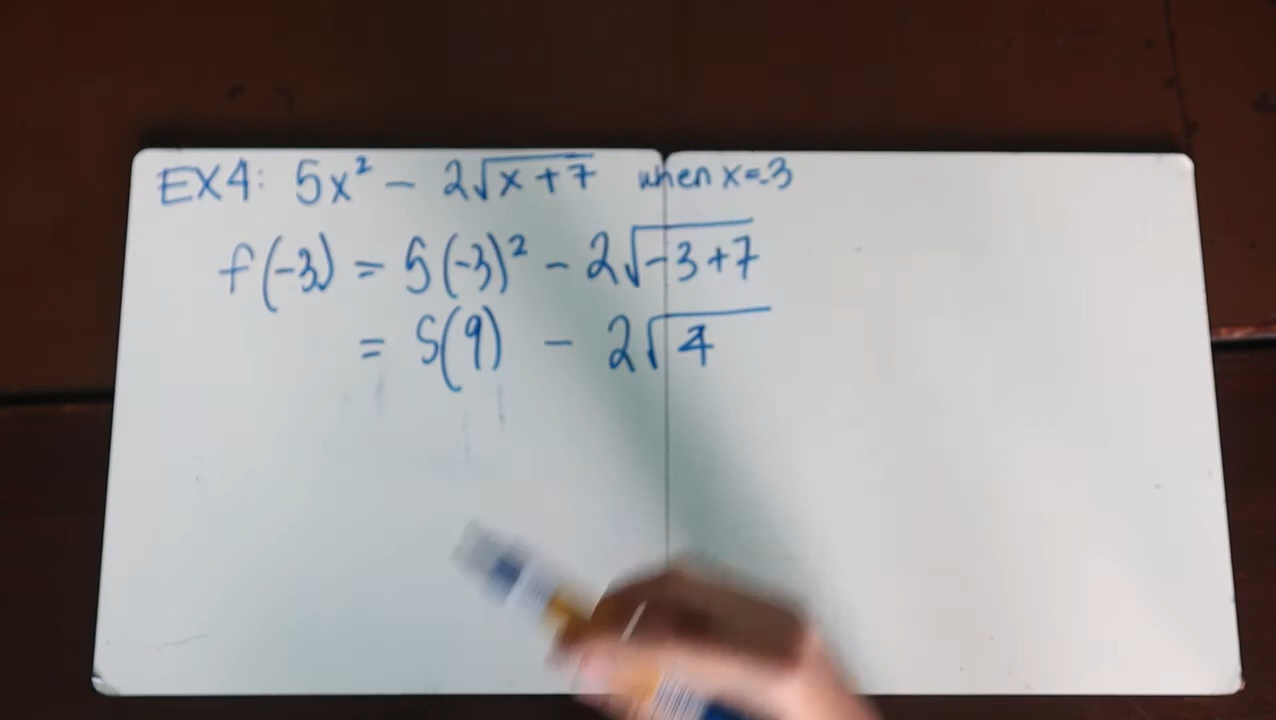 EX4: 5x² - 2√x+7 when x=-3
f(-3) = 5(-3)² - 2√-3+7
= 5(9) - 2√4